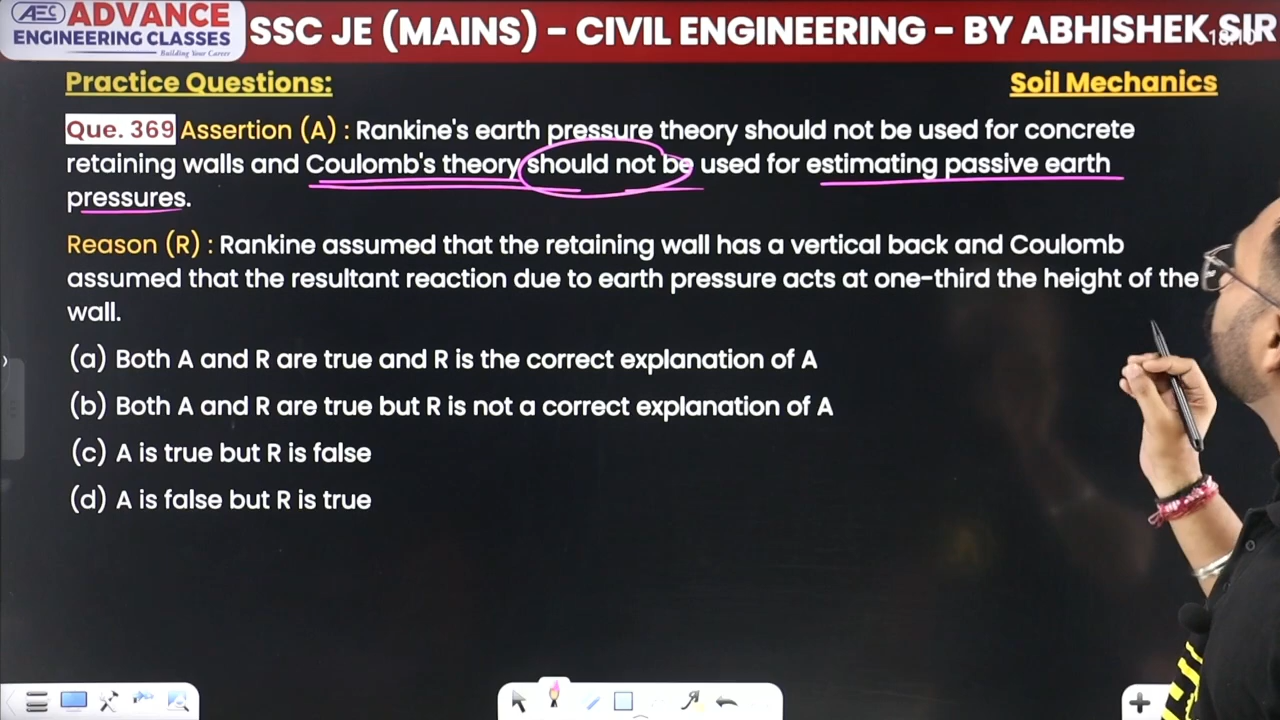 AEC ADVANCE
ENGINEERING CLASSES
Building Your Career
SSC JE (MAINS) - CIVIL ENGINEERING - BY ABHISHEK SIR
Practice Questions:
Soil Mechanics
Que. 369 Assertion (A) : Rankine's earth pressure theory should not be used for concrete
retaining walls and Coulomb's theory should not be used for estimating passive earth
pressures.
Reason (R) : Rankine assumed that the retaining wall has a vertical back and Coulomb
assumed that the resultant reaction due to earth pressure acts at one-third the height of the
wall.
(a) Both A and R are true and R is the correct explanation of A
(b) Both A and R are true but R is not a correct explanation of A
(c) A is true but R is false
(d) A is false but R is true